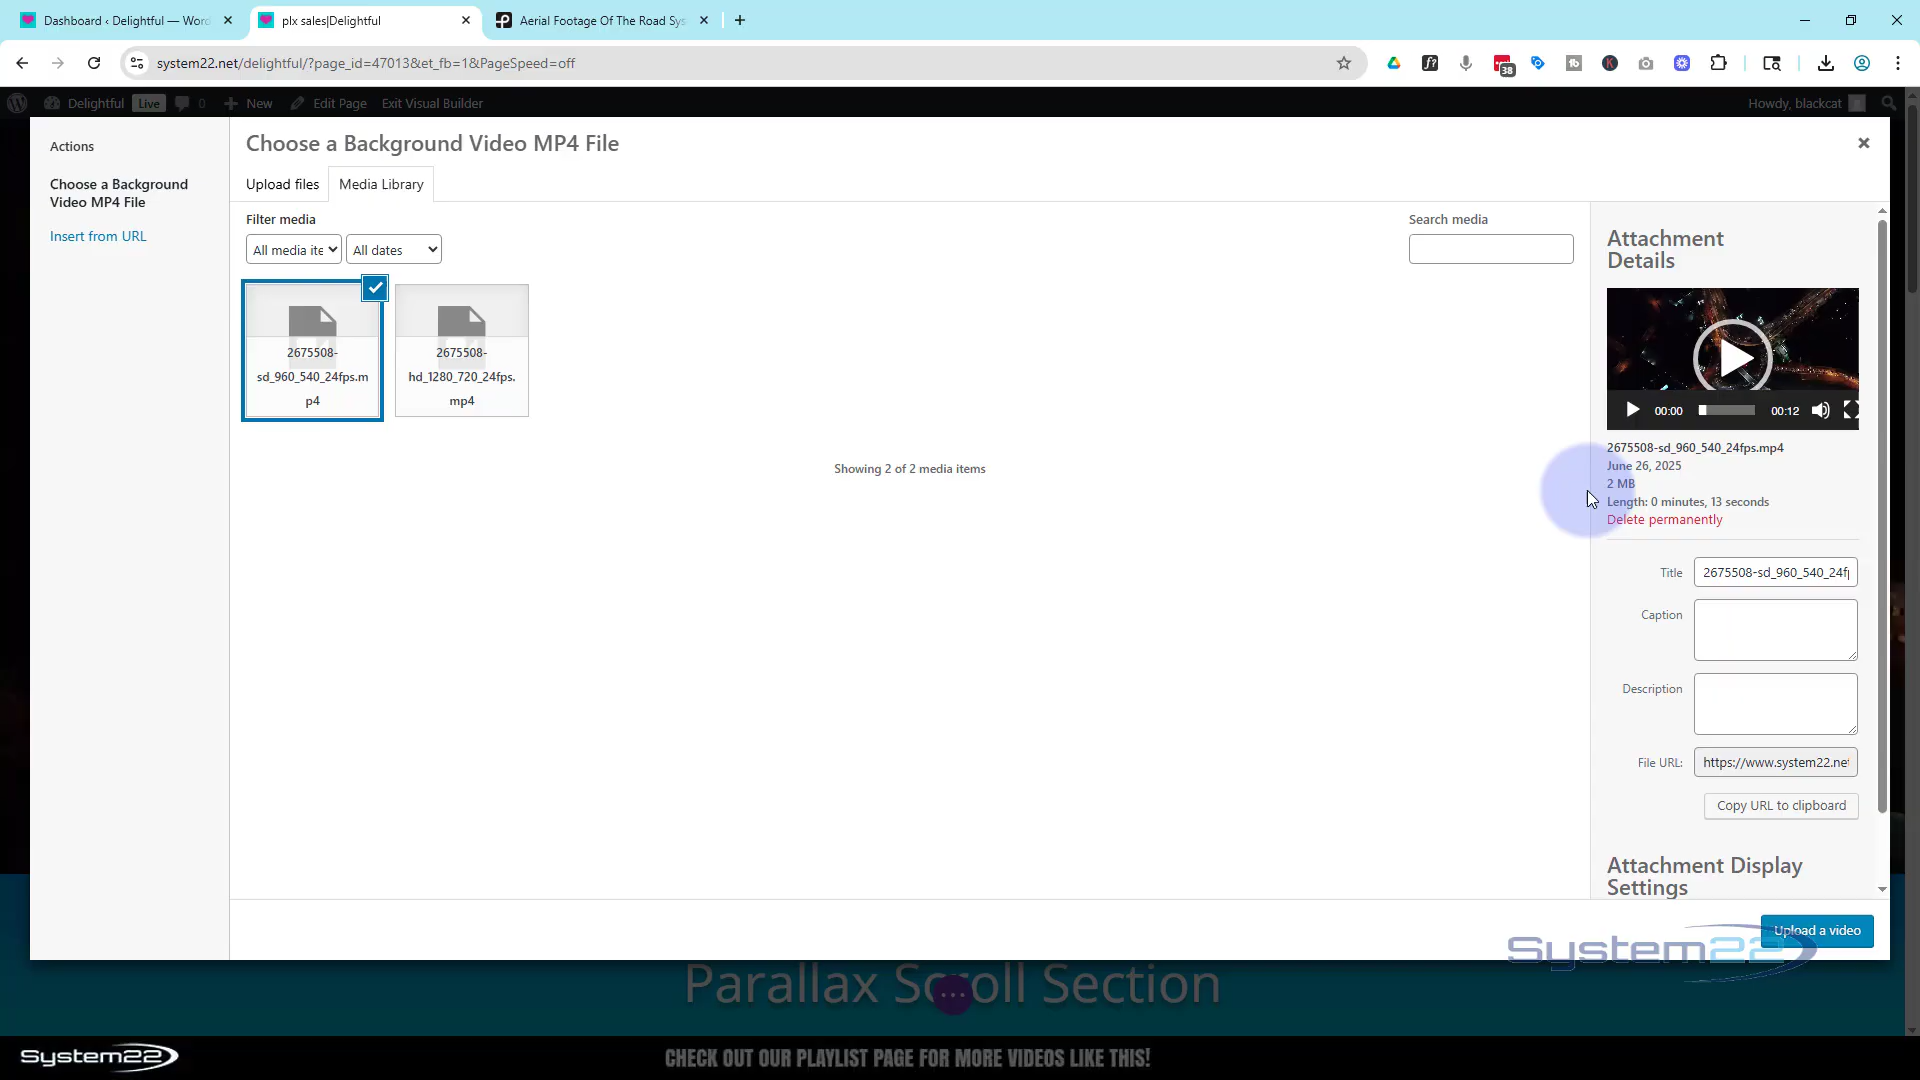 Dashboard ‹ Delightful — Wor
plx sales|Delightful
Aerial Footage Of The Road Sys
system22.net/delightful/?page_id=47013&et_fb=1&PageSpeed=off
38
Delightful Live 0 New Edit Page Exit Visual Builder
Howdy, blackcat
Actions
Choose a Background
Video MP4 File
Insert from URL
Choose a Background Video MP4 File
Upload files
Media Library
Filter media
All media ite
All dates
Search media
2675508-
sd_960_540_24fps.m
p4
2675508-
hd_1280_720_24fps.
mp4
Showing 2 of 2 media items
Attachment
Details
00:00
00:12
2675508-sd_960_540_24fps.mp4
June 26, 2025
2 MB
Length: 0 minutes, 13 seconds
Delete permanently
Title
2675508-sd_960_540_24fp
Caption
Description
File URL:
https://www.system22.net
Copy URL to clipboard
Attachment Display
Settings
Upload a video
System22
Parallax Scroll Section
System22
CHECK OUT OUR PLAYLIST PAGE FOR MORE VIDEOS LIKE THIS!